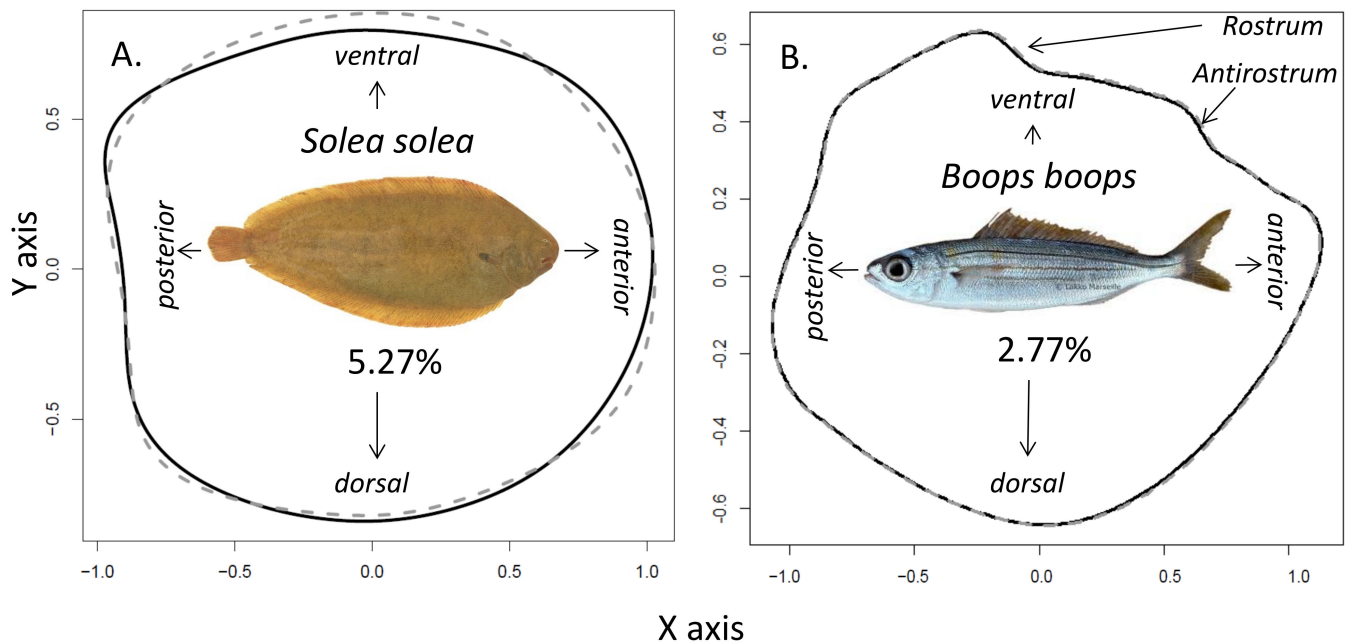 A.
ventral
Solea solea
posterior
anterior
5.27%
dorsal
Y axis
0.5
0.0
−0.5
−1.0
−0.5
0.0
0.5
1.0
B.
Rostrum
Antirostrum
ventral
Boops boops
posterior
anterior
© Lakko Marseille
2.77%
dorsal
0.6
0.4
0.2
0.0
−0.2
−0.4
−0.6
−1.0
−0.5
0.0
0.5
1.0
X axis